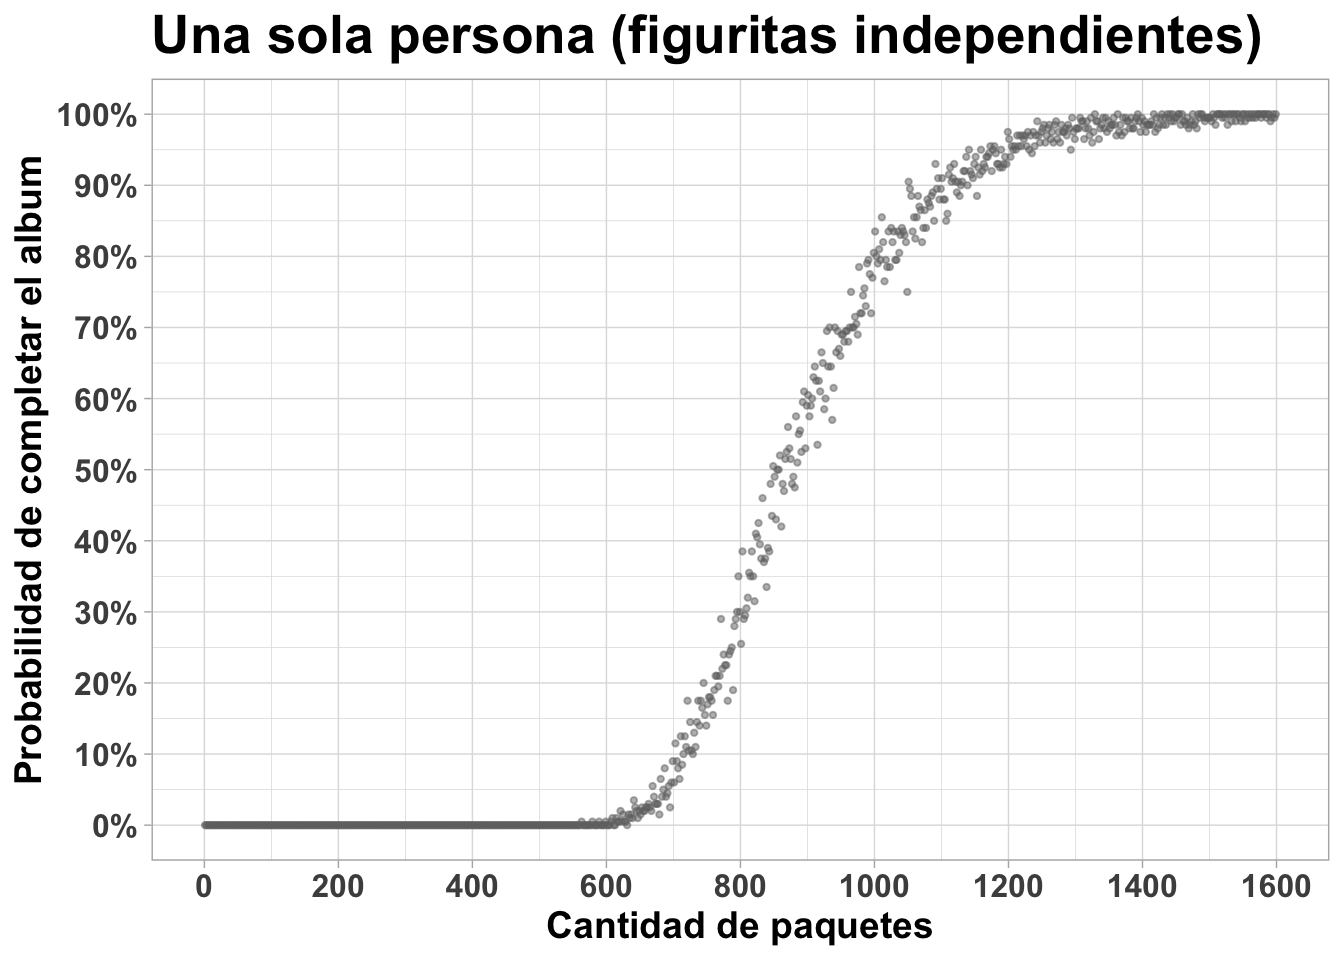 Una sola persona (figuritas independientes)
Probabilidad de completar el album
100%
90%
80%
70%
60%
50%
40%
30%
20%
10%
0%
0 200 400 600 800 1000 1200 1400 1600
Cantidad de paquetes